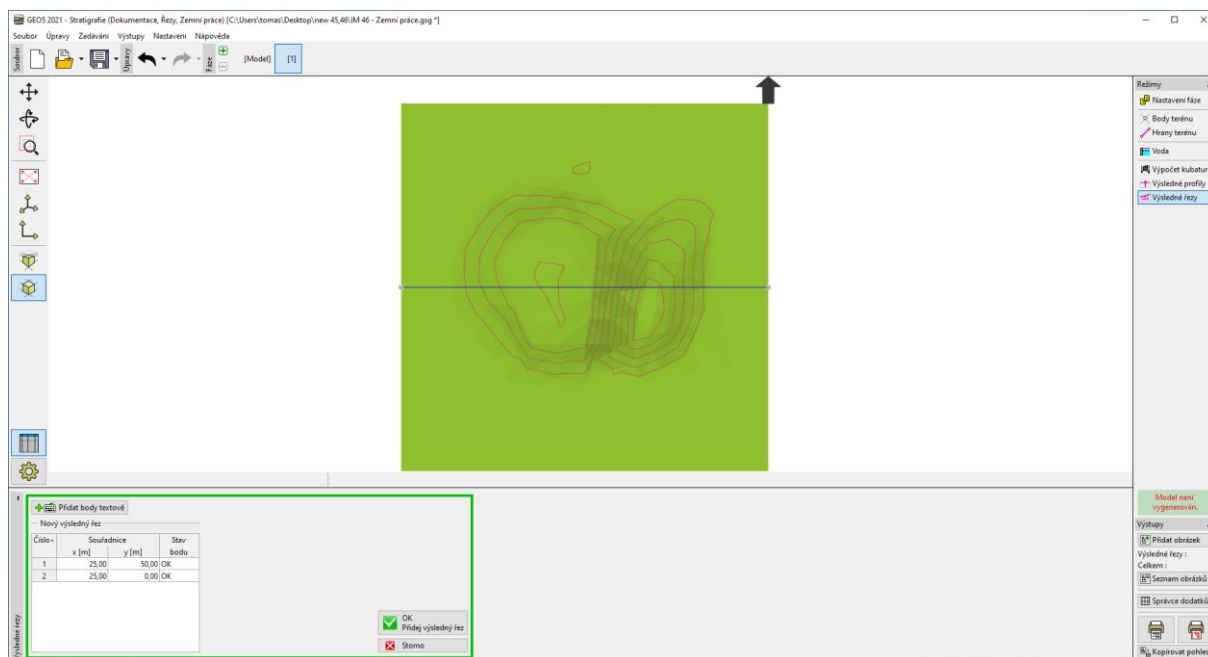 GEO5 2021 - Stratigrafie (Dokumentace, Řezy, Zemní práce) [C:\Users\tomas\Desktop\new 45,46\IM 46 - Zemní práce.gsg *]
Soubor Úpravy Zadávání Výstupy Nastavení Nápověda
Soubor
Úpravy
Fáze
[Model] [1]
Režimy
Nastavení fáze
Body terénu
Hrany terénu
Voda
Výpočet kubatur
Výsledné profily
Výsledné řezy
Výsledné řezy
Přidat body textově
Nový výsledný řez
Číslo Souřadnice Stav
x [m] y [m] bodu
1 25,00 50,00 OK
2 25,00 0,00 OK
OK
Přidej výsledný řez
Storno
Model není
vygenerován.
Výstupy
Přidat obrázek
Výsledné řezy :
Celkem :
Seznam obrázků
Správce dodatků
Kopírovat pohled